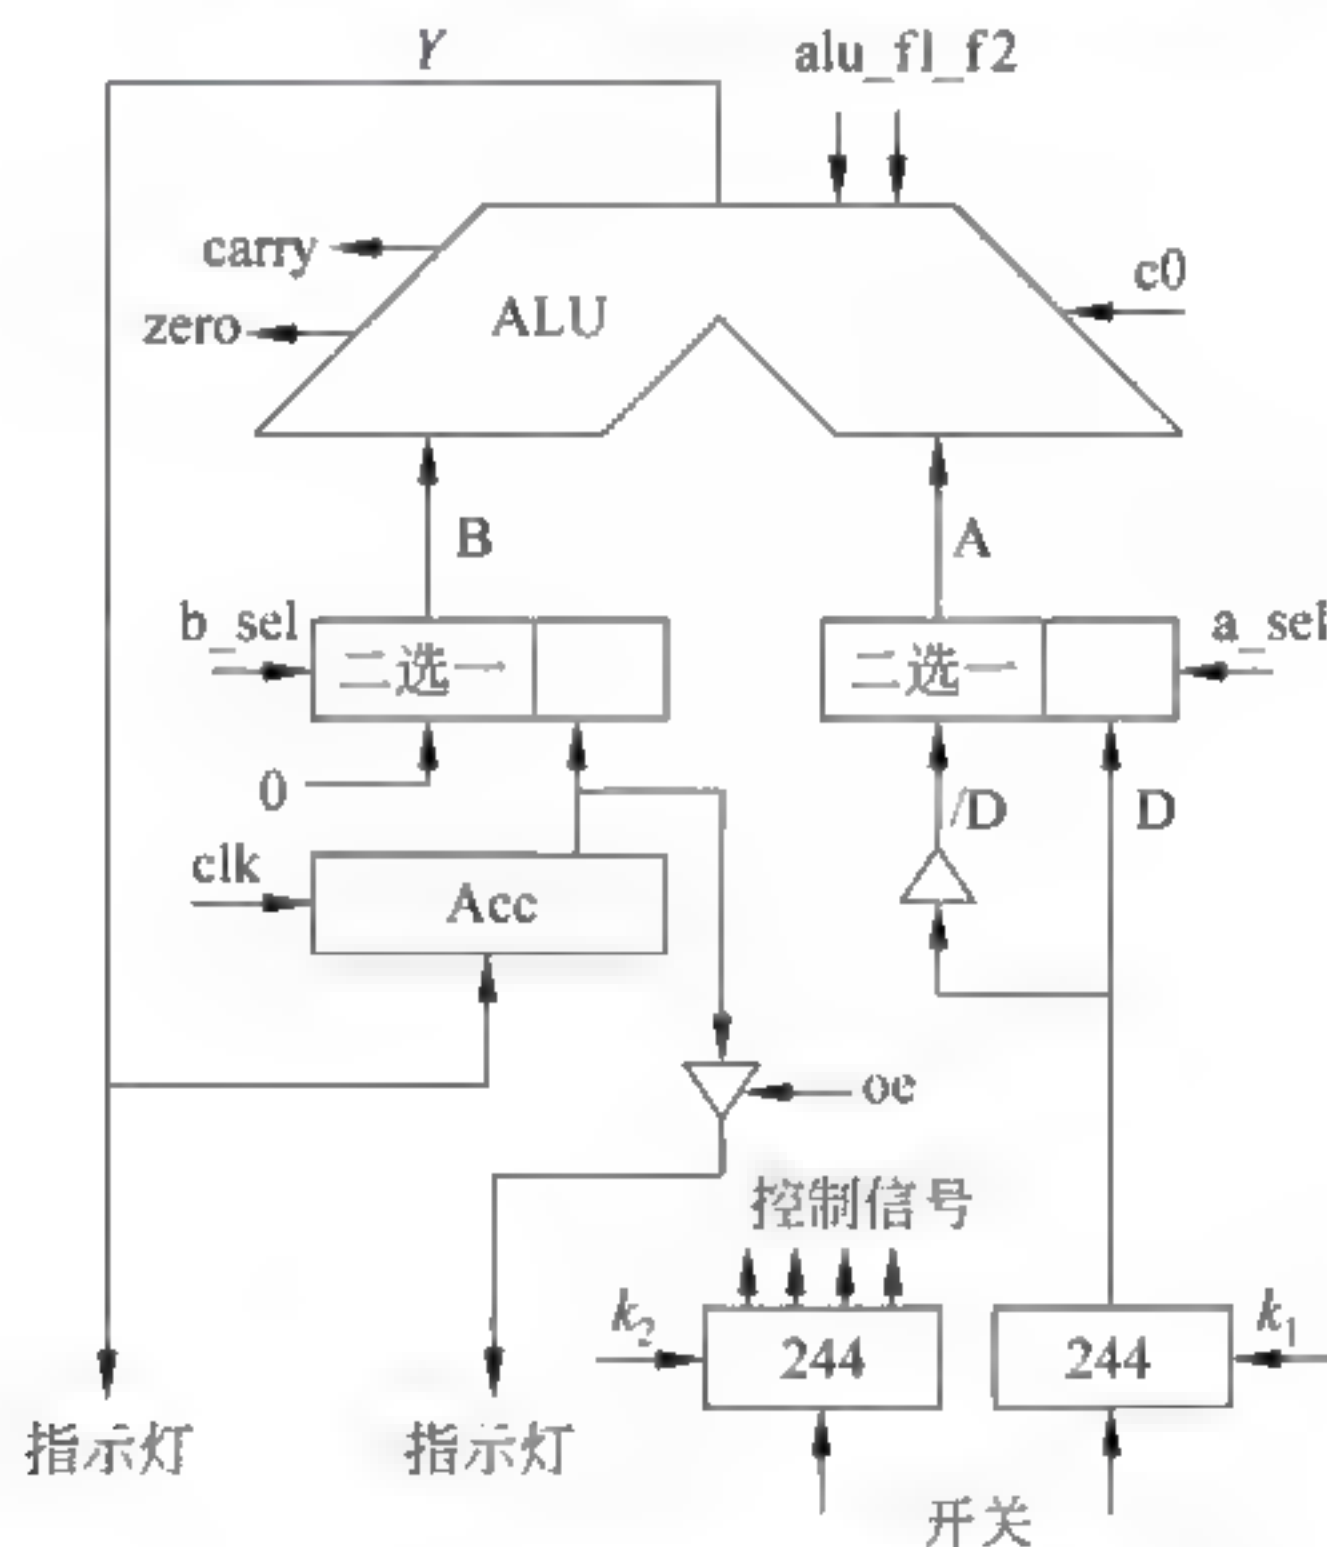 Y
alu_f1_f2
carry
c0
zero
ALU
B
A
b_sel
二选一
二选一
a_sel
0
/D
D
clk
Acc
oe
控制信号
k2
244
244
k1
指示灯
指示灯
开关